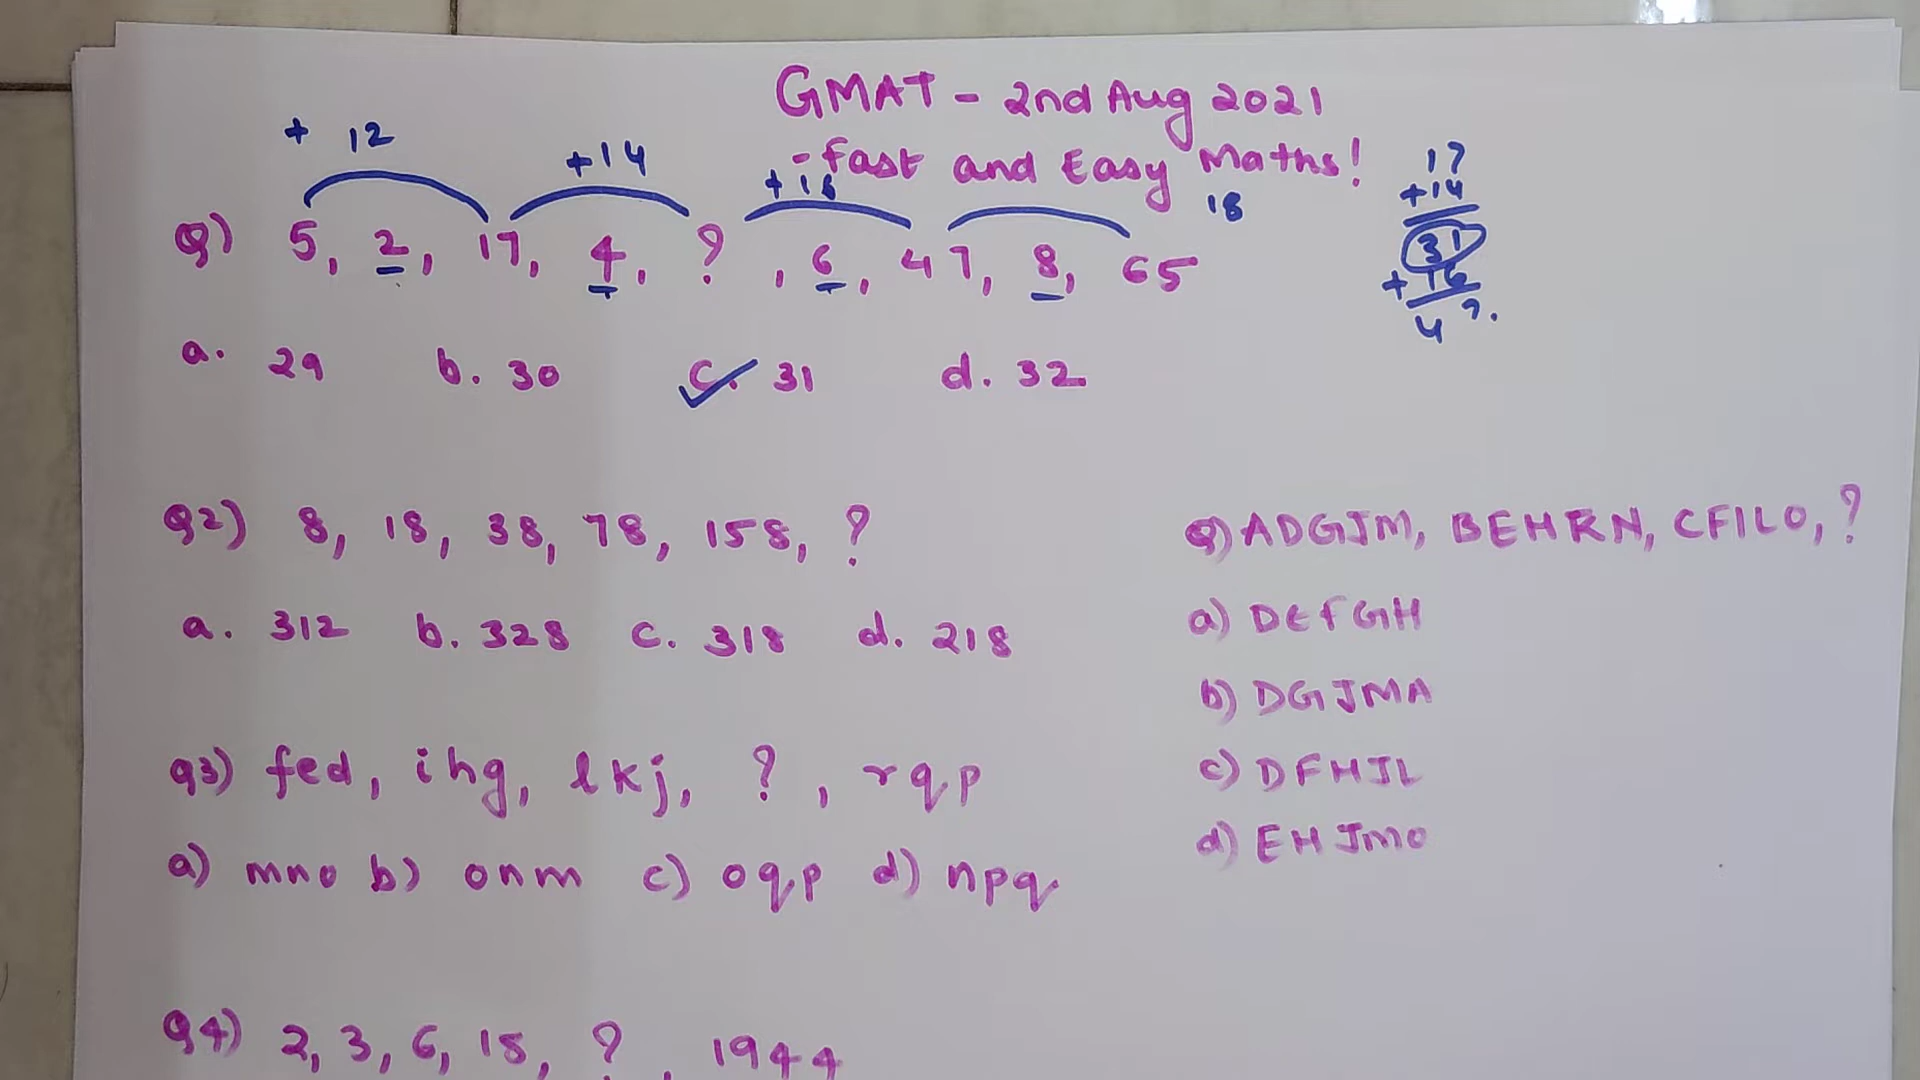 GMAT - 2nd Aug 2021
- Fast and Easy Maths!
+ 12 +14 +16 18
Q) 5, 2, 17, 4, ?, 6, 47, 8, 65
17
+14
31
+16
47.
a. 29 b. 30 c. 31 d. 32
Q2) 8, 18, 38, 78, 158, ?
a. 312 b. 328 c. 318 d. 218
Q3) fed, ihg, lkj, ?, rqp
a) mno b) onm c) oqp d) npq
Q) ADGJM, BEHKN, CFILO, ?
a) DEFGH
b) DGJMA
c) DFHJL
d) EHJMO
Q4) 2, 3, 6, 18, ?, 1944